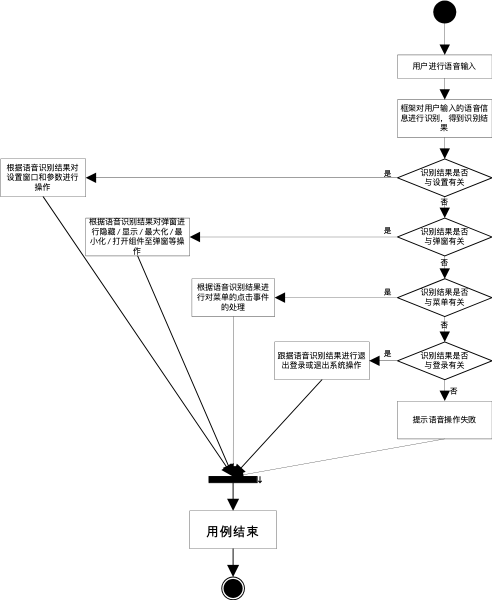 用户进行语音输入
框架对用户输入的语音信
息进行识别，得到识别结
果
识别结果是否
与设置有关
是
根据语音识别结果对
设置窗口和参数进行
操作
否
识别结果是否
与弹窗有关
是
根据语音识别结果对弹窗进
行隐藏/显示/最大化/最
小化/打开组件至弹窗等操
作
否
识别结果是否
与菜单有关
是
根据语音识别结果进
行对菜单的点击事件
的处理
否
识别结果是否
与登录有关
是
跟据语音识别结果进行退
出登录或退出系统操作
否
提示语音操作失败
用例结束